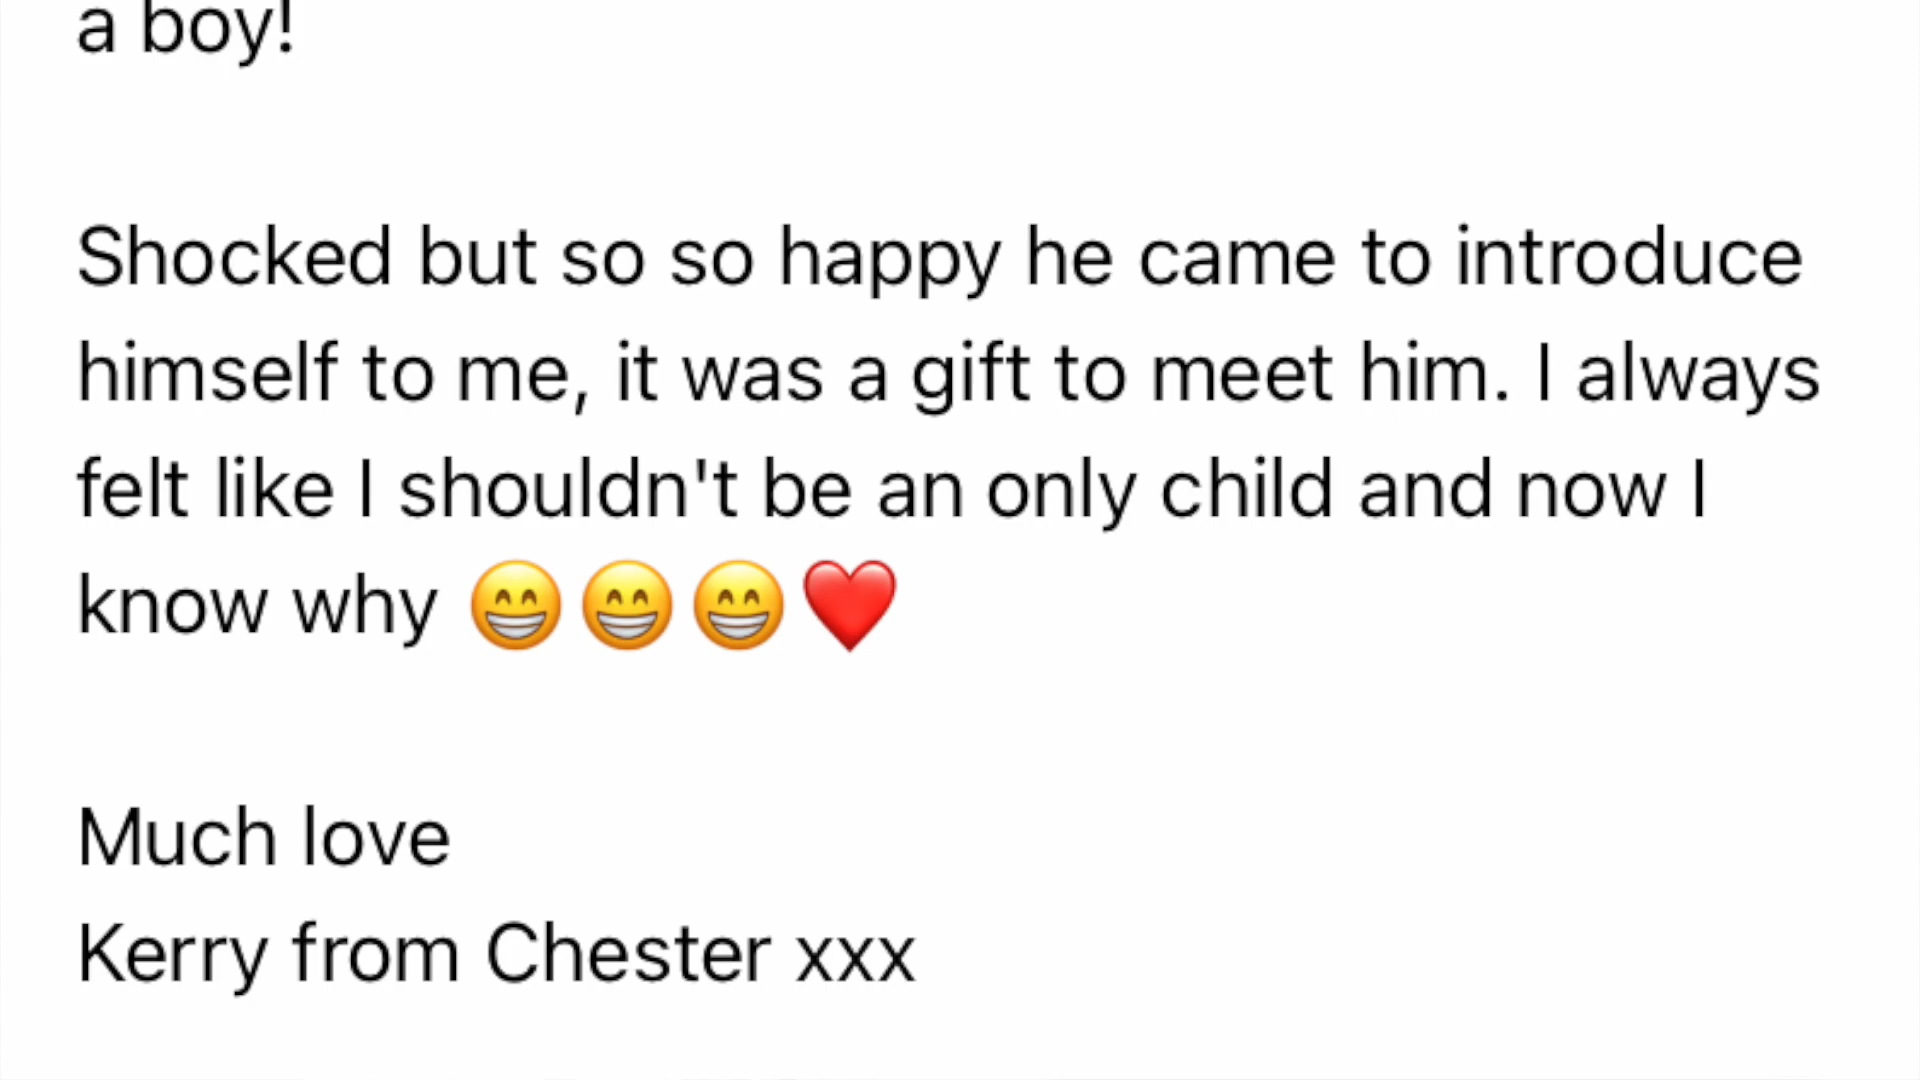 a boy!
Shocked but so so happy he came to introduce
himself to me, it was a gift to meet him. I always
felt like I shouldn't be an only child and now I
know why 😁😁😁❤️
Much love
Kerry from Chester xxx